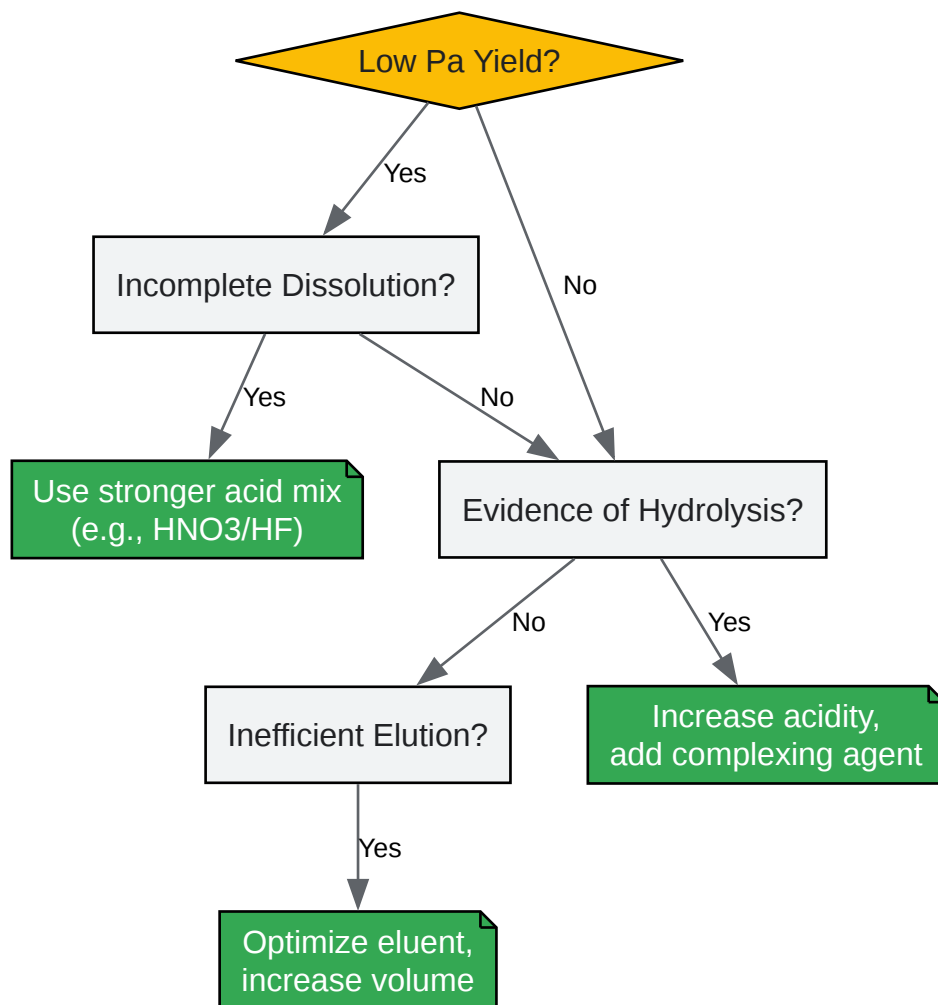 Low Pa Yield?
Yes
Incomplete Dissolution?
No
Yes
No
Use stronger acid mix
(e.g., HNO3/HF)
Evidence of Hydrolysis?
No
Yes
Inefficient Elution?
Increase acidity,
add complexing agent
Yes
Optimize eluent,
increase volume